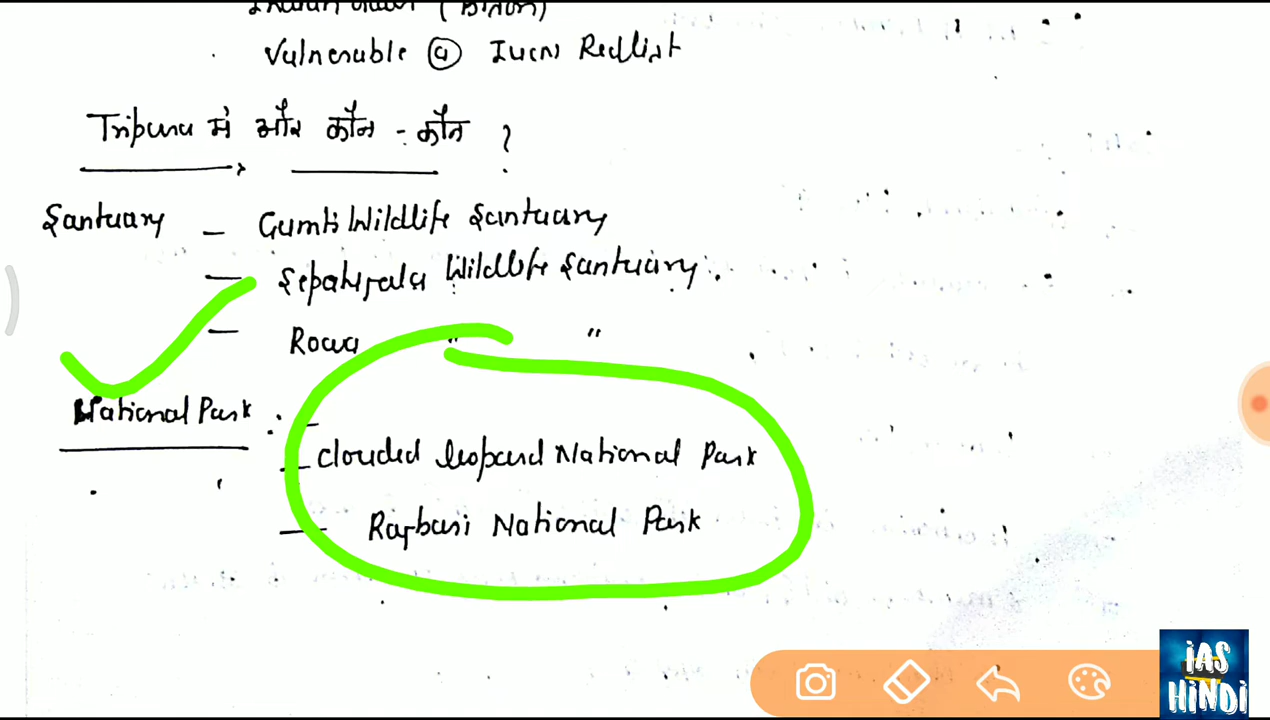 Vulnerable @ IUCN Redlist
Tripura में और कौन - कौन ?
Santuary - Gumti Wildlife Santuary
- Sepahijala Wildlife Santuary.
- Rowa " "
National Park :
- Clouded leopard National Park
- Rajbari National Park
iAS
HiNDi